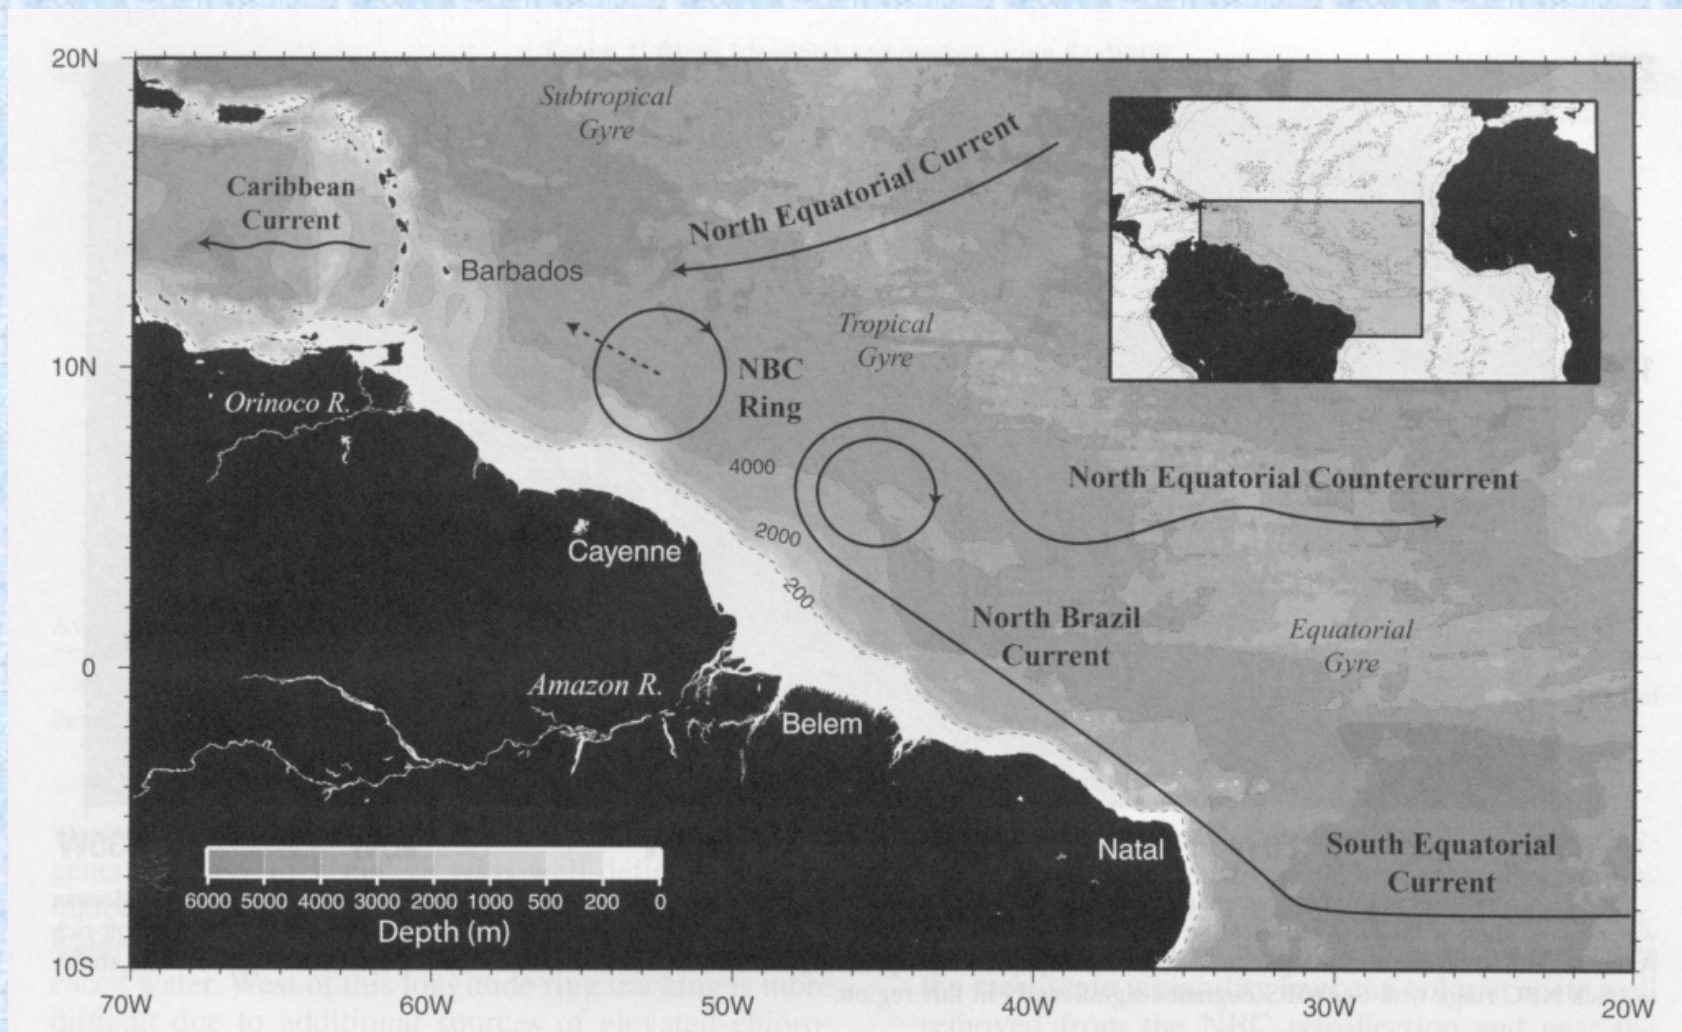 20N
Subtropical
Gyre
North Equatorial Current
Caribbean
Current
Barbados
Tropical
Gyre
10N
NBC
Ring
Orinoco R.
4000
North Equatorial Countercurrent
2000
Cayenne
200
North Brazil
Current
Equatorial
Gyre
0
Amazon R.
Belem
Natal
South Equatorial
Current
6000 5000 4000 3000 2000 1000 500 200 0
Depth (m)
10S
70W 60W 50W 40W 30W 20W